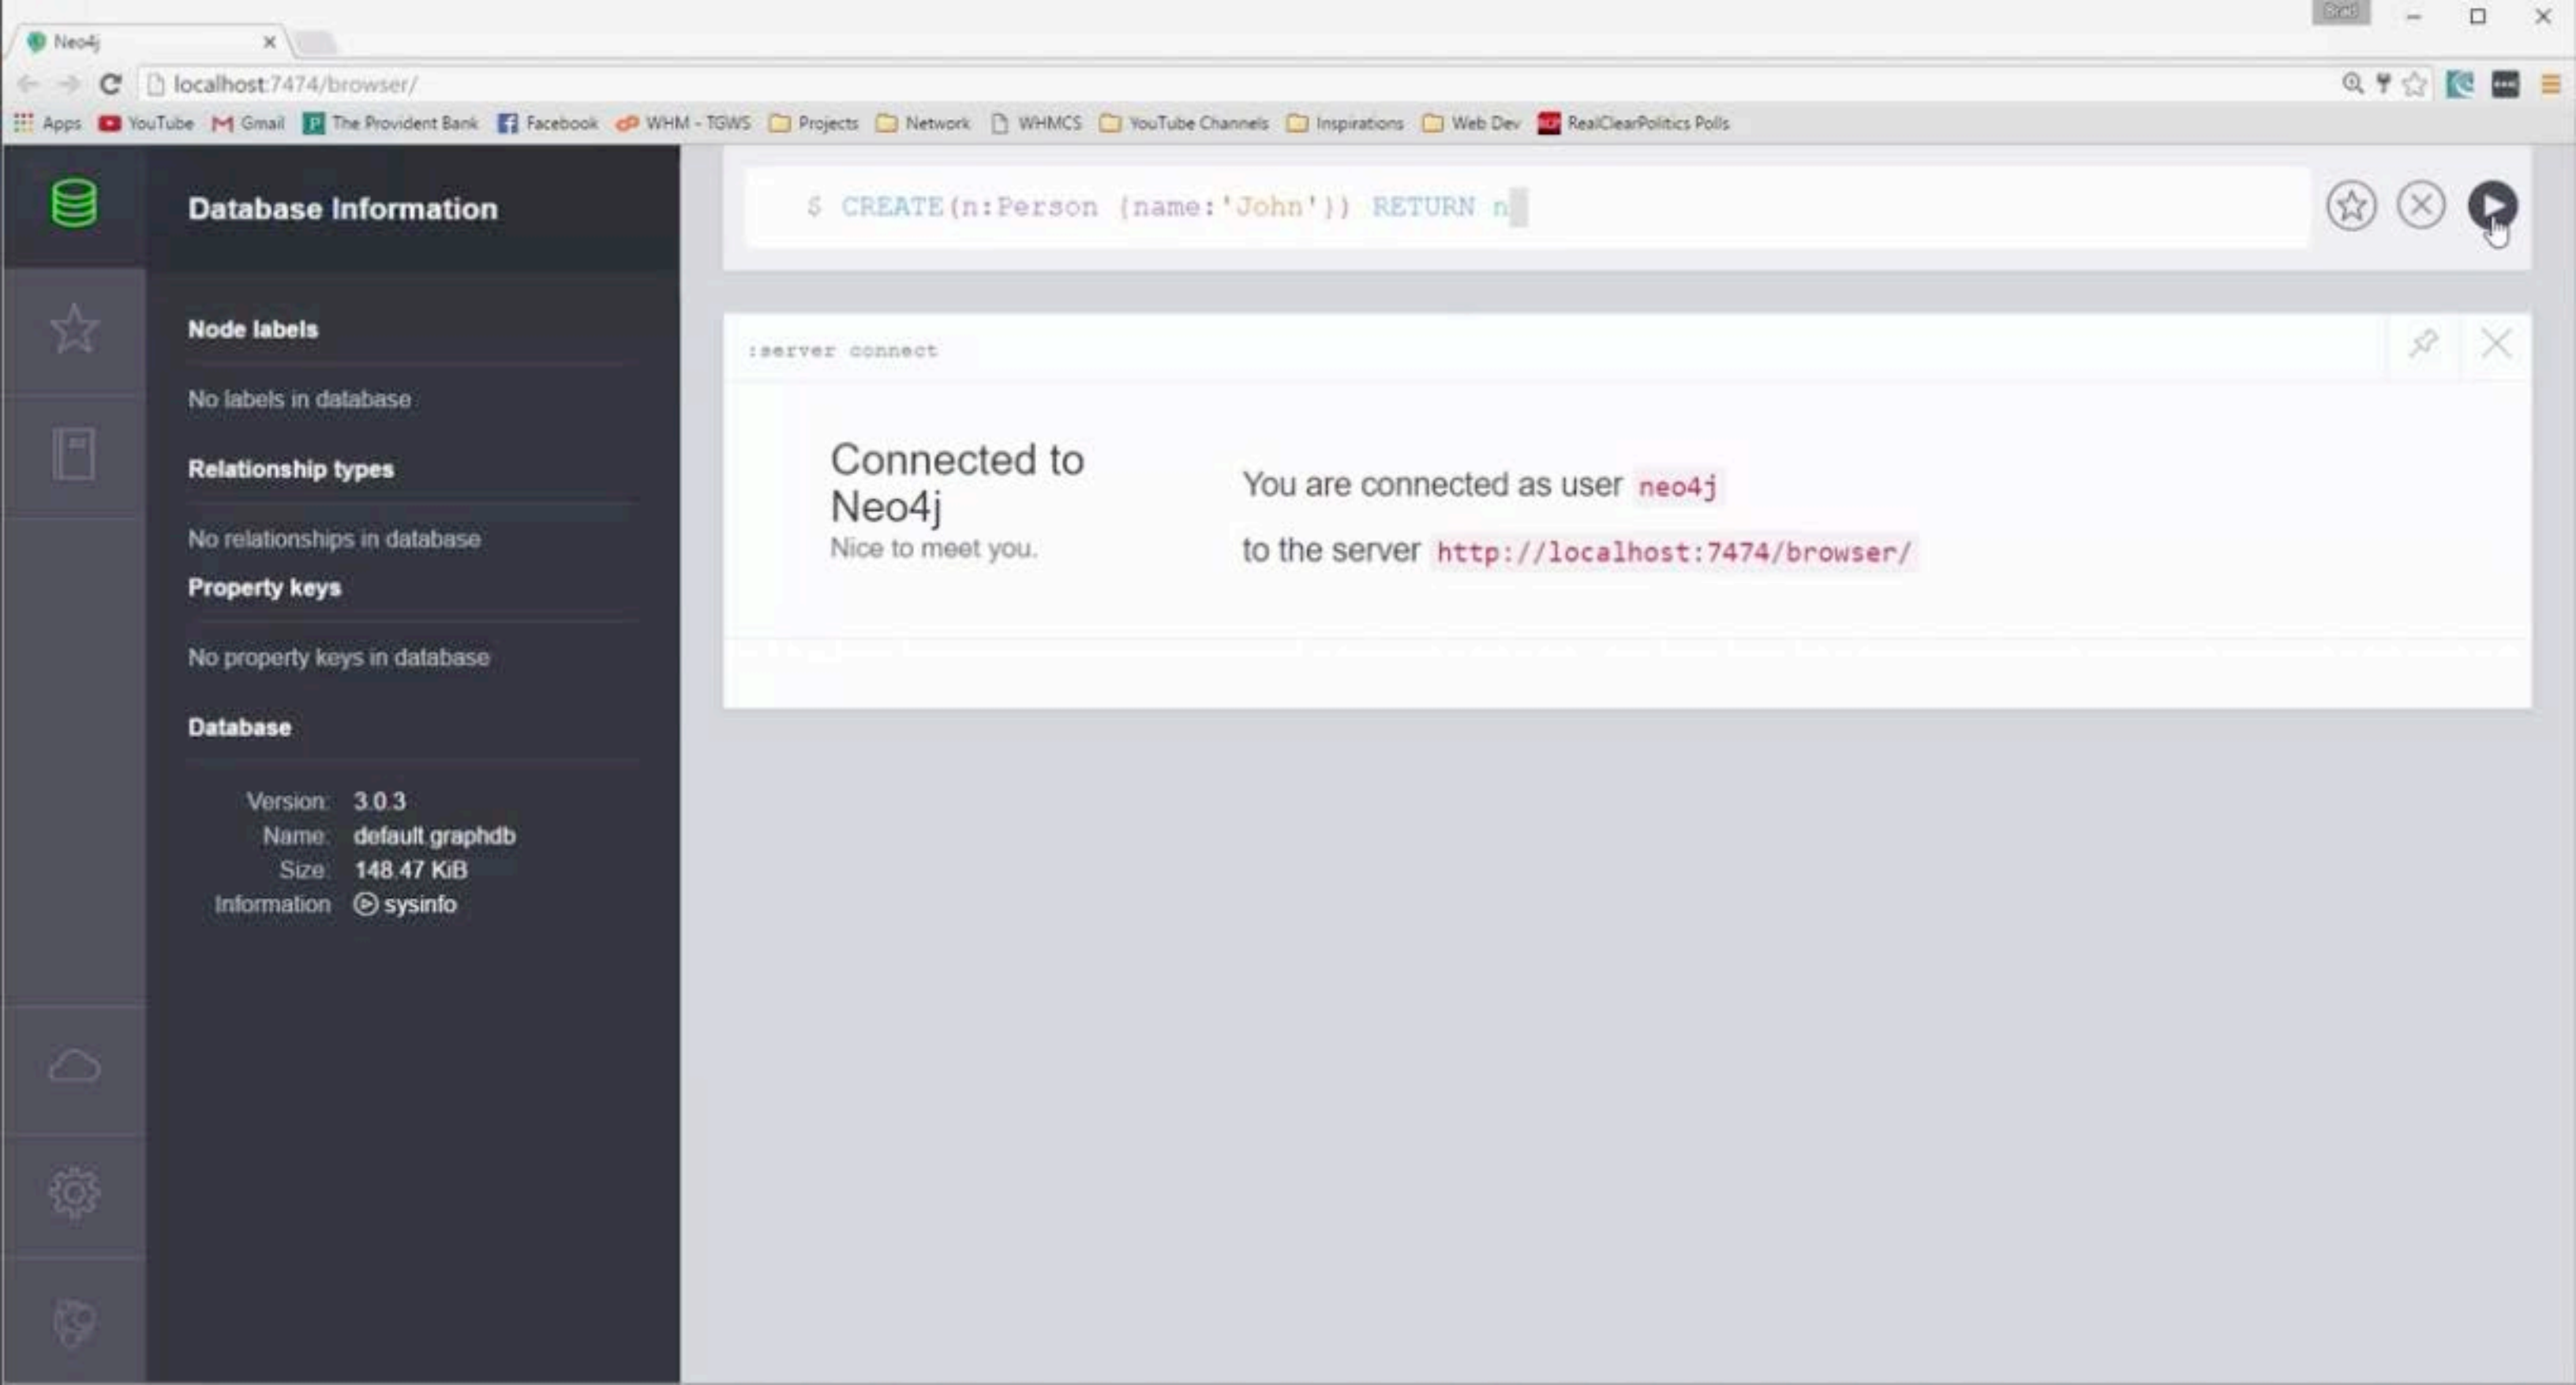 Brad
Neo4j
localhost:7474/browser/
Apps YouTube Gmail The Provident Bank Facebook WHM - TGWS Projects Network WHMCS YouTube Channels Inspirations Web Dev RealClearPolitics Polls
Database Information
$ CREATE(n:Person {name:'John'}) RETURN n
Node labels
No labels in database
Relationship types
No relationships in database
Property keys
No property keys in database
Database
Version: 3.0.3
Name: default.graphdb
Size: 148.47 KiB
Information sysinfo
:server connect
Connected to
Neo4j
Nice to meet you.
You are connected as user neo4j
to the server http://localhost:7474/browser/